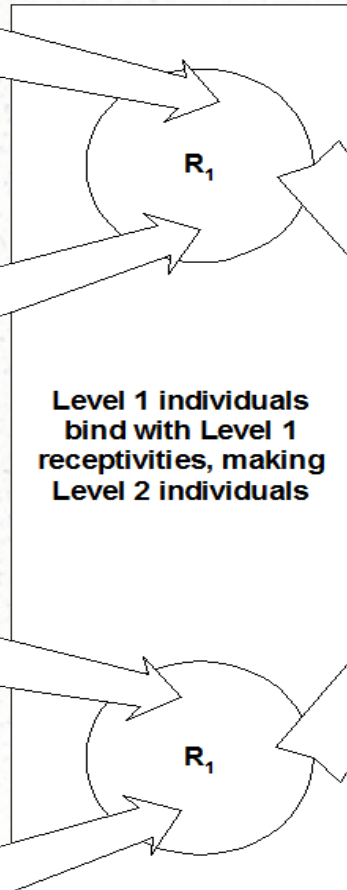 R₁
Level 1 individuals
bind with Level 1
receptivities, making
Level 2 individuals
R₁